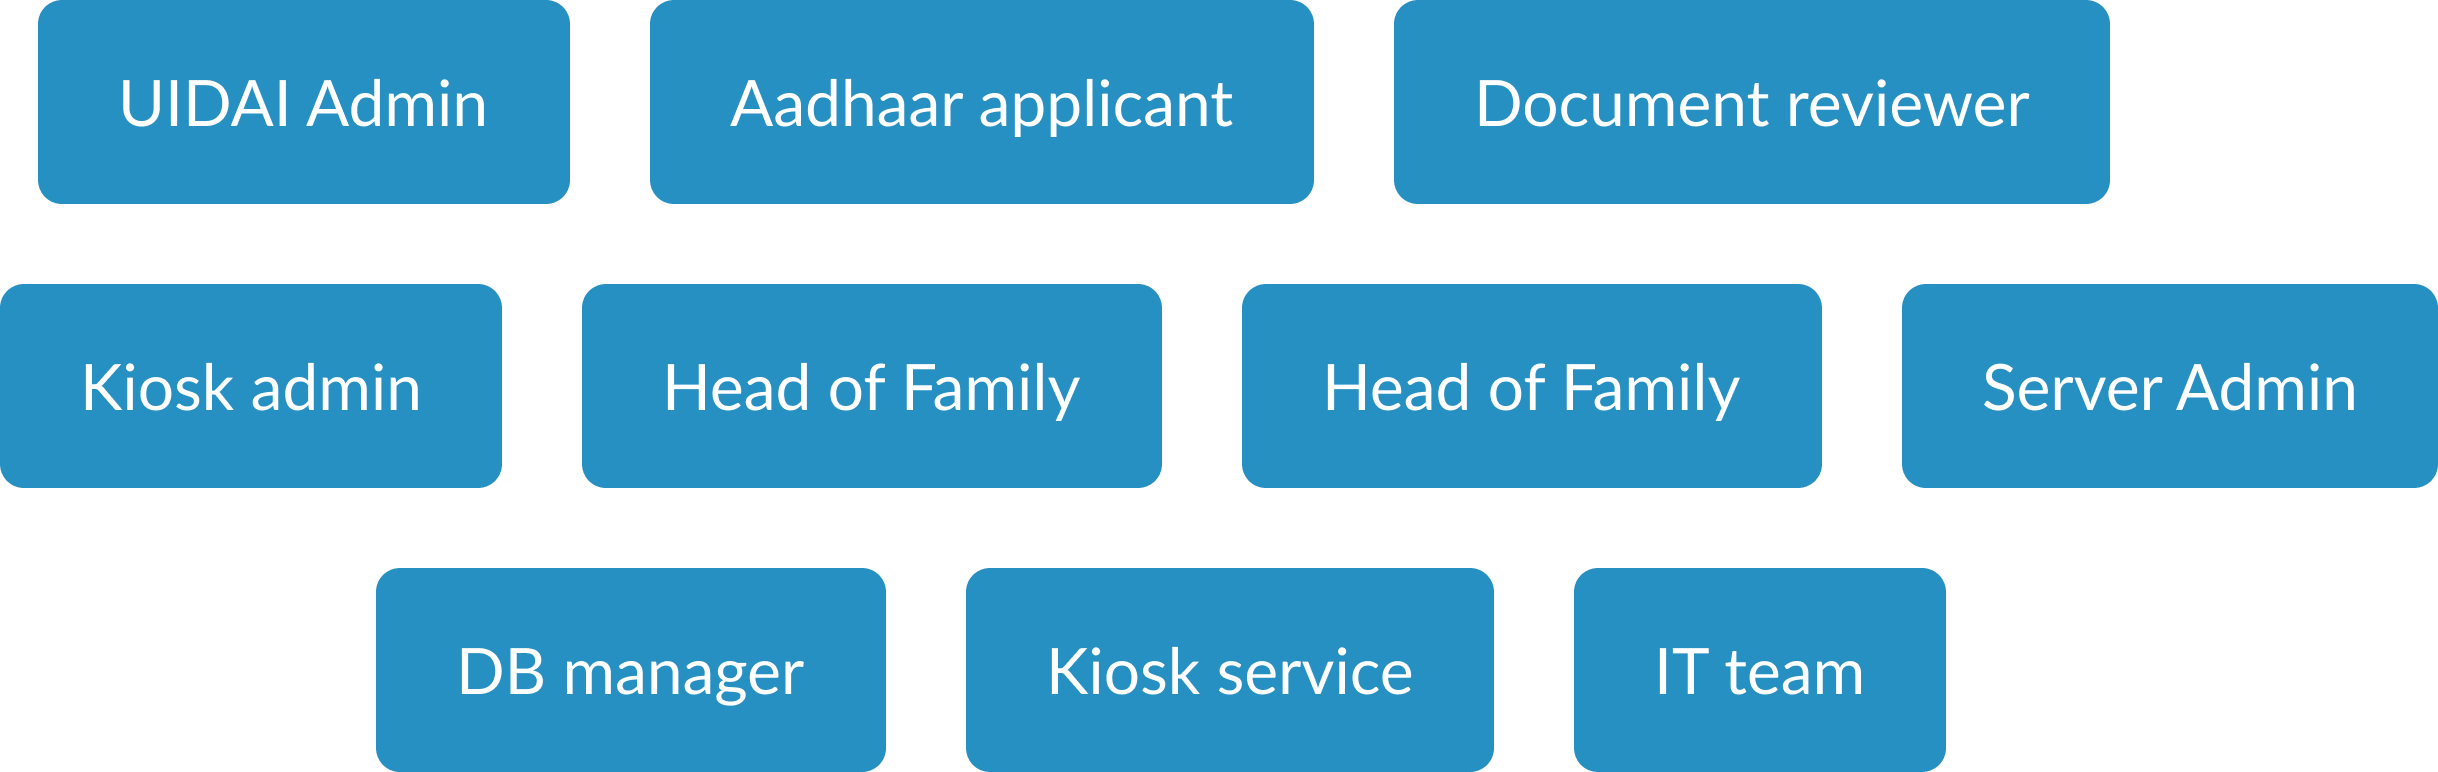 UIDAI Admin
Aadhaar applicant
Document reviewer
Kiosk admin
Head of Family
Head of Family
Server Admin
DB manager
Kiosk service
IT team